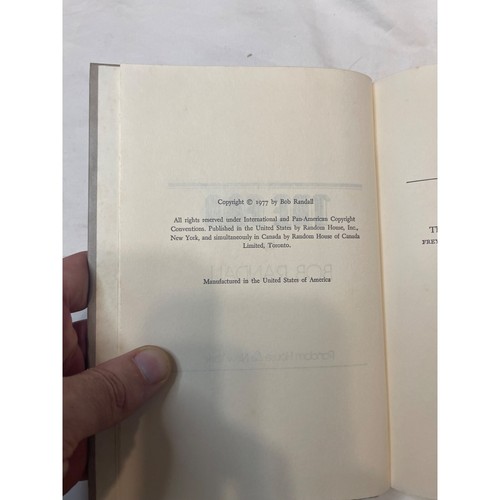 Copyright © 1977 by Bob Randall
All rights reserved under International and Pan-American Copyright
Conventions. Published in the United States by Random House, Inc.,
New York, and simultaneously in Canada by Random House of Canada
Limited, Toronto.
Manufactured in the United States of America